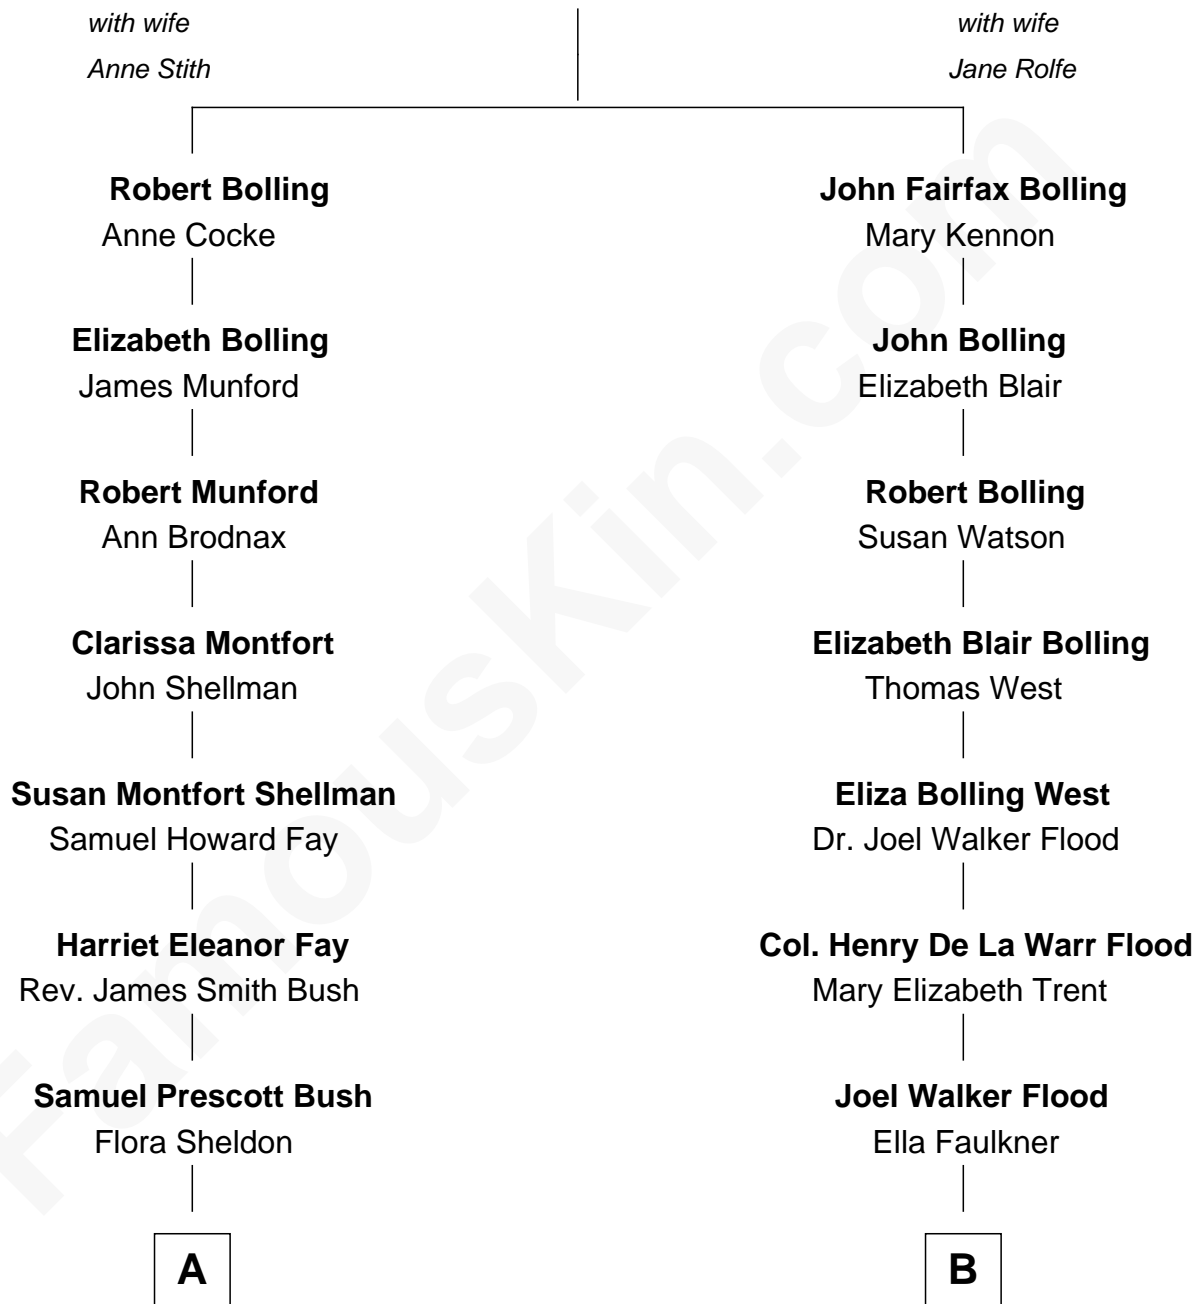 with wife
Anne Stith
with wife
Jane Rolfe
Robert Bolling
Anne Cocke
John Fairfax Bolling
Mary Kennon
Elizabeth Bolling
James Munford
John Bolling
Elizabeth Blair
Robert Munford
Ann Brodnax
Robert Bolling
Susan Watson
Clarissa Montfort
John Shellman
Elizabeth Blair Bolling
Thomas West
Susan Montfort Shellman
Samuel Howard Fay
Eliza Bolling West
Dr. Joel Walker Flood
Harriet Eleanor Fay
Rev. James Smith Bush
Col. Henry De La Warr Flood
Mary Elizabeth Trent
Samuel Prescott Bush
Flora Sheldon
Joel Walker Flood
Ella Faulkner
A
B
FamousKin.com